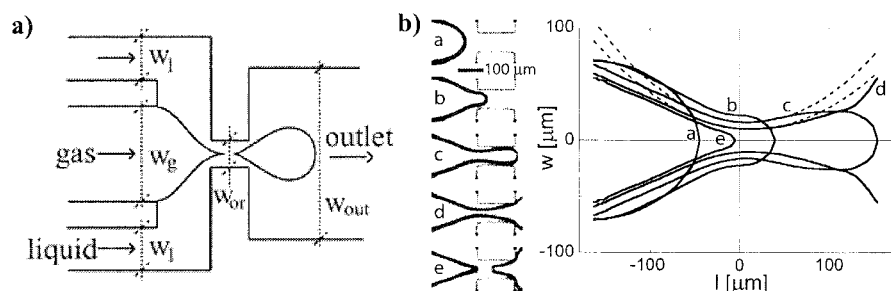 a)
w_l
gas
w_g
w_or
outlet
w_out
liquid
w_l
b)
a
100 µm
b
c
d
e
100
w [µm]
0
-100
a
e
b
c
d
-100
0
100
l [µm]